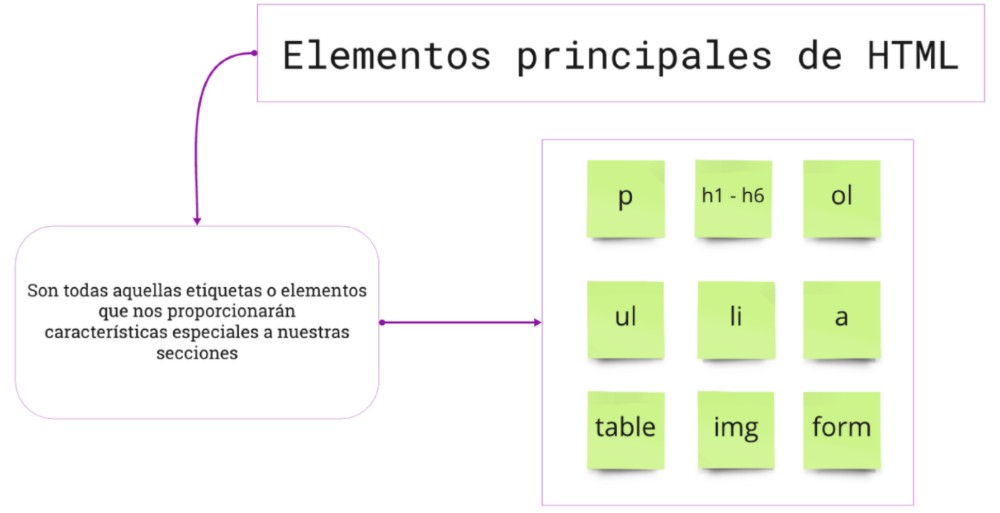 Elementos principales de HTML
Son todas aquellas etiquetas o elementos
que nos proporcionarán
características especiales a nuestras
secciones
p
h1 - h6
ol
ul
li
a
table
img
form